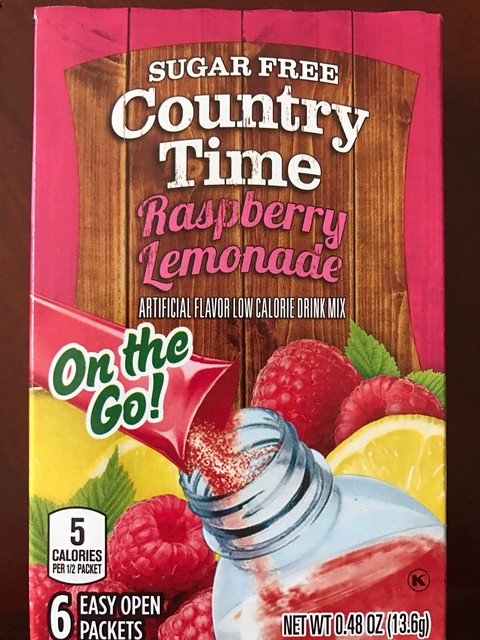 SUGAR FREE
Country
Time
Raspberry
Lemonade
ARTIFICIAL FLAVOR LOW CALORIE DRINK MIX
On the
Go!
5
CALORIES
PER 1/2 PACKET
6 EASY OPEN
PACKETS
K
NET WT 0.48 OZ (13.6g)